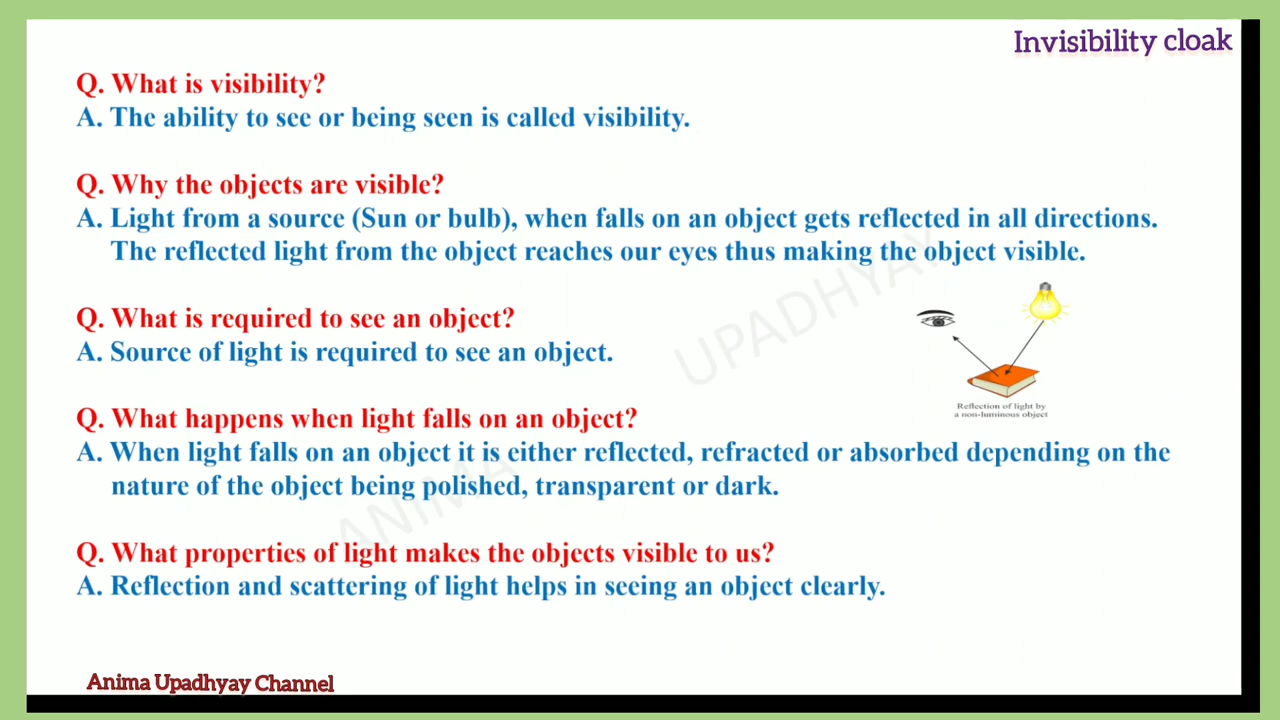 Invisibility cloak
Q. What is visibility?
A. The ability to see or being seen is called visibility.
Q. Why the objects are visible?
A. Light from a source (Sun or bulb), when falls on an object gets reflected in all directions.
The reflected light from the object reaches our eyes thus making the object visible.
Q. What is required to see an object?
A. Source of light is required to see an object.
Reflection of light by
a non-luminous object
Q. What happens when light falls on an object?
A. When light falls on an object it is either reflected, refracted or absorbed depending on the
nature of the object being polished, transparent or dark.
Q. What properties of light makes the objects visible to us?
A. Reflection and scattering of light helps in seeing an object clearly.
ANIMA UPADHYAY
Anima Upadhyay Channel